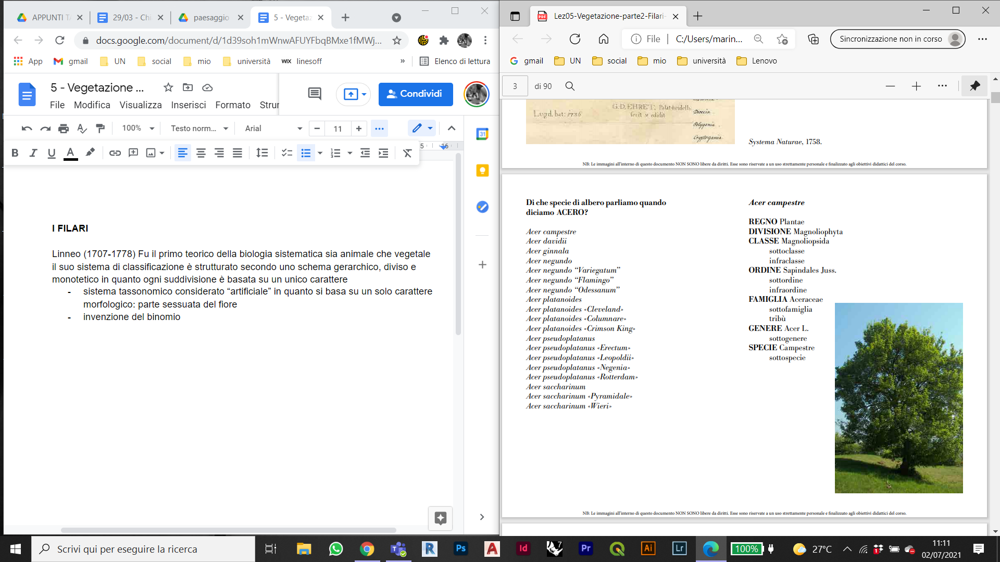 APPUNTI TA
29/03 - Chi
paesaggio
5 - Vegetaz
docs.google.com/document/d/1d39soh1mWnwAFUYFbqBMxe1fMWj...
App
gmail
UN
social
mio
università
WIX linesoff
»
Elenco di lettura
5 - Vegetazione ...
Condividi
File Modifica Visualizza Inserisci Formato Strur
100%
Testo norm...
Arial
11
31
5
16
I FILARI
Linneo (1707-1778) Fu il primo teorico della biologia sistematica sia animale che vegetale
il suo sistema di classificazione è strutturato secondo uno schema gerarchico, diviso e
monotetico in quanto ogni suddivisione è basata su un unico carattere
- sistema tassonomico considerato “artificiale” in quanto si basa su un solo carattere
morfologico: parte sessuata del fiore
- invenzione del binomio
Lez05-Vegetazione-parte2-Filari-
File
C:/Users/marin...
Sincronizzazione non in corso
gmail
UN
social
mio
università
Lenovo
3 di 90
Lugd. bat: 1736
G.D. EHRET. Palat-heidelb:
fecit & edidit
Dioecia.
Polygamia.
Cryptogamia.
Systema Naturae, 1758.
NB: Le immagini all'interno di questo documento NON SONO libere da diritti. Esse sono riservate a un uso strettamente personale e finalizzato agli obiettivi didattici del corso.
Di che specie di albero parliamo quando
diciamo ACERO?
Acer campestre
Acer davidii
Acer ginnala
Acer negundo
Acer negundo “Variegatum”
Acer negundo “Flamingo”
Acer negundo “Odessanum”
Acer platanoides
Acer platanoides «Cleveland»
Acer platanoides «Columnare»
Acer platanoides «Crimson King»
Acer pseudoplatanus
Acer pseudoplatanus «Erectum»
Acer pseudoplatanus «Leopoldii»
Acer pseudoplatanus «Negenia»
Acer pseudoplatanus «Rotterdam»
Acer saccharinum
Acer saccharinum «Pyramidale»
Acer saccharinum «Wieri»
Acer campestre
REGNO Plantae
DIVISIONE Magnoliophyta
CLASSE Magnoliopsida
sottoclasse
infraclasse
ORDINE Sapindales Juss.
sottordine
infraordine
FAMIGLIA Aceraceae
sottofamiglia
tribù
GENERE Acer L.
sottogenere
SPECIE Campestre
sottospecie
NB: Le immagini all'interno di questo documento NON SONO libere da diritti. Esse sono riservate a un uso strettamente personale e finalizzato agli obiettivi didattici del corso.
Scrivi qui per eseguire la ricerca
100%
27°C
11:11
02/07/2021